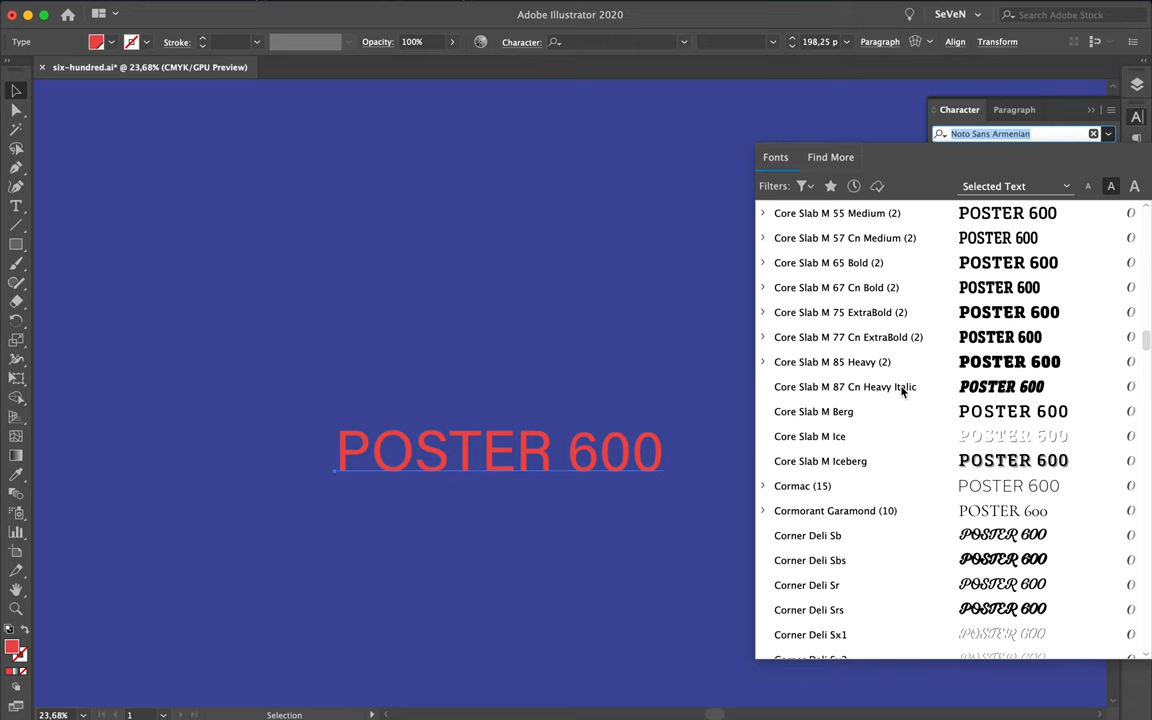 Adobe Illustrator 2020
SeVeN
Search Adobe Stock
Type
Stroke:
Opacity:
100%
Character:
198,25 p
Paragraph
Align
Transform
six-hundred.ai* @ 23,68% (CMYK/GPU Preview)
Character
Paragraph
Noto Sans Armenian
Fonts
Find More
Filters:
Selected Text
A
A
A
Core Slab M 55 Medium (2)
POSTER 600
Core Slab M 57 Cn Medium (2)
POSTER 600
Core Slab M 65 Bold (2)
POSTER 600
Core Slab M 67 Cn Bold (2)
POSTER 600
Core Slab M 75 ExtraBold (2)
POSTER 600
Core Slab M 77 Cn ExtraBold (2)
POSTER 600
Core Slab M 85 Heavy (2)
POSTER 600
Core Slab M 87 Cn Heavy Italic
POSTER 600
Core Slab M Berg
POSTER 600
Core Slab M Ice
POSTER 600
Core Slab M Iceberg
POSTER 600
Cormac (15)
POSTER 600
Cormorant Garamond (10)
POSTER 600
Corner Deli Sb
POSTER 600
Corner Deli Sbs
POSTER 600
Corner Deli Sr
POSTER 600
Corner Deli Srs
POSTER 600
Corner Deli Sx1
POSTER 600
POSTER 600
23,68%
1
Selection